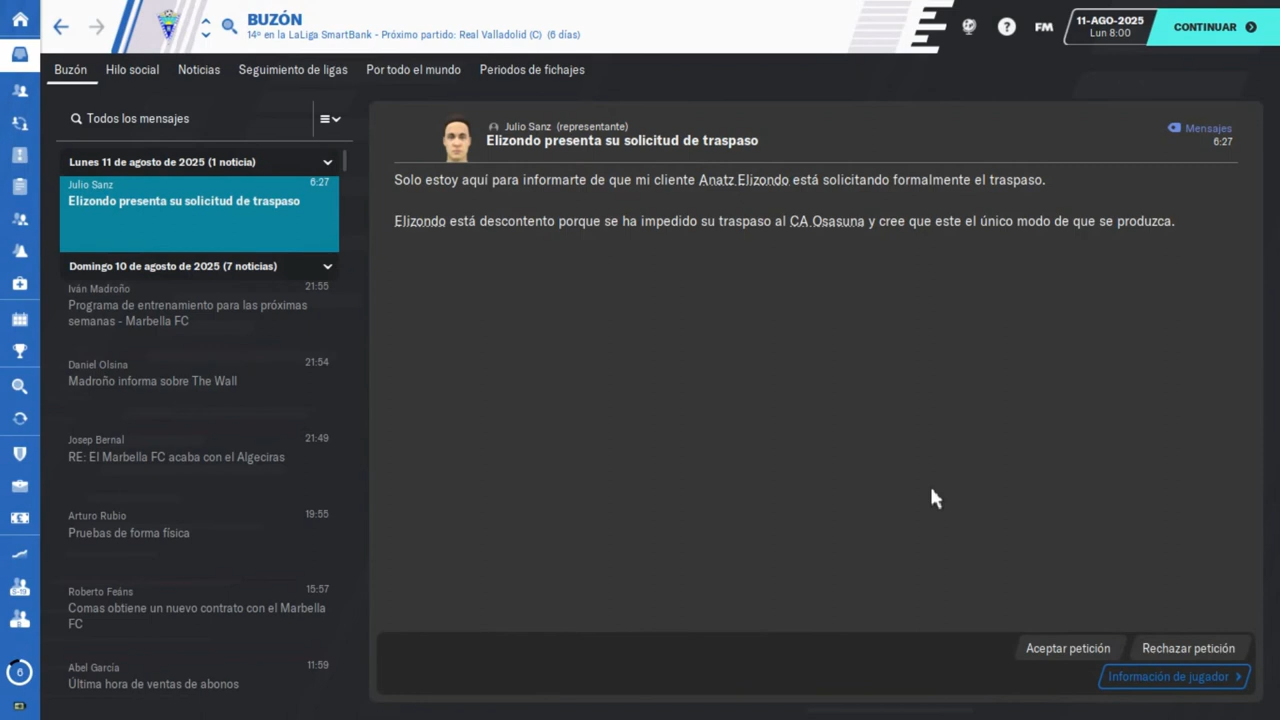 BUZÓN
14º en la LaLiga SmartBank - Próximo partido: Real Valladolid (C) (6 días)
?
FM
11-AGO-2025
Lun 8:00
CONTINUAR
Buzón
Hilo social
Noticias
Seguimiento de ligas
Por todo el mundo
Periodos de fichajes
Todos los mensajes
Lunes 11 de agosto de 2025 (1 noticia)
Julio Sanz
6:27
Elizondo presenta su solicitud de traspaso
Domingo 10 de agosto de 2025 (7 noticias)
Iván Madroño
21:55
Programa de entrenamiento para las próximas
semanas - Marbella FC
Daniel Olsina
21:54
Madroño informa sobre The Wall
Josep Bernal
21:49
RE: El Marbella FC acaba con el Algeciras
Arturo Rubio
19:55
Pruebas de forma física
Roberto Feáns
15:57
Comas obtiene un nuevo contrato con el Marbella
FC
Abel García
11:59
Última hora de ventas de abonos
Julio Sanz (representante)
Elizondo presenta su solicitud de traspaso
Mensajes
6:27
Solo estoy aquí para informarte de que mi cliente Anatz Elizondo está solicitando formalmente el traspaso.
Elizondo está descontento porque se ha impedido su traspaso al CA Osasuna y cree que este el único modo de que se produzca.
Aceptar petición
Rechazar petición
Información de jugador
6